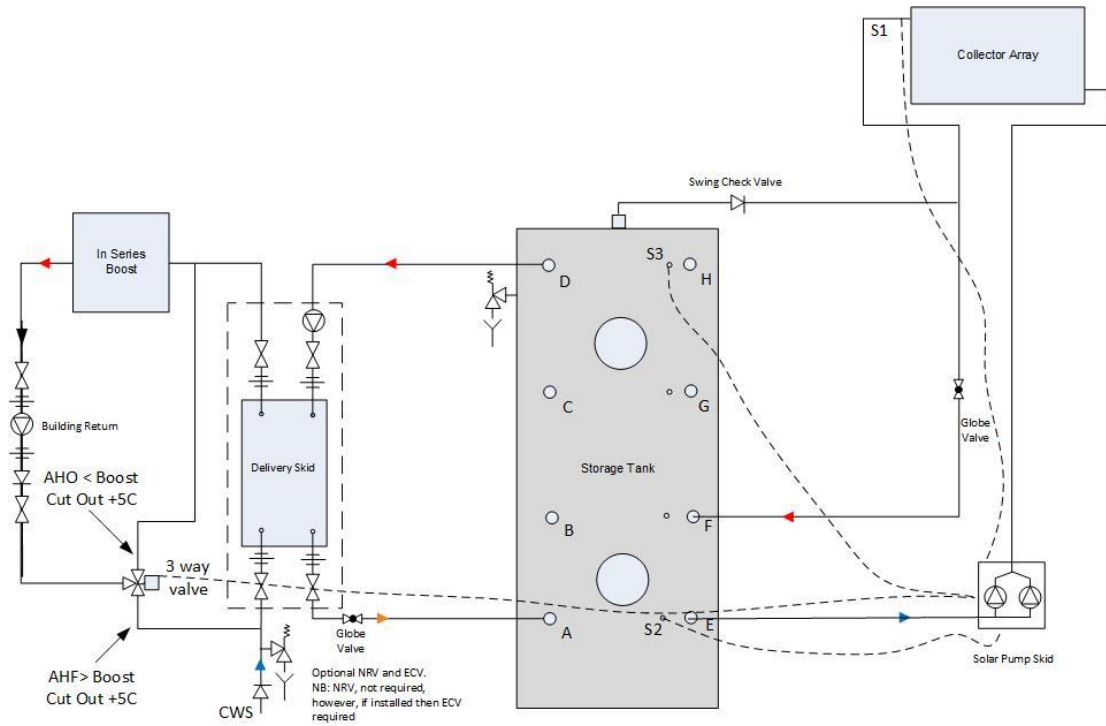 S1
Collector Array
Swing Check Valve
In Series
Boost
S3
D
H
C
G
Globe
Valve
Building Return
Delivery Skid
Storage Tank
AHO < Boost
Cut Out +5C
B
F
3 way
valve
A
S2
E
Globe
Valve
Solar Pump Skid
AHF> Boost
Cut Out +5C
CWS
Optional NRV and ECV.
NB: NRV, not required,
however, if installed then ECV
required